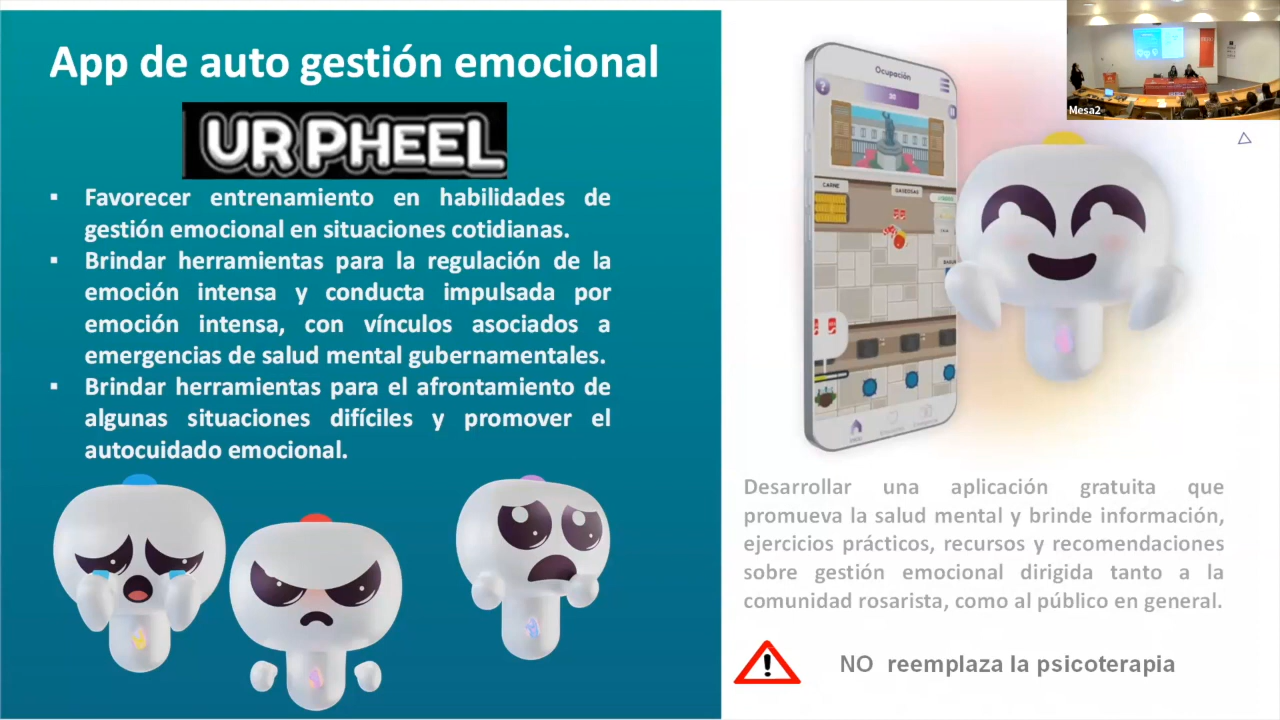 App de auto gestión emocional
UR PHEEL
▪ Favorecer entrenamiento en habilidades de
gestión emocional en situaciones cotidianas.
▪ Brindar herramientas para la regulación de la
emoción intensa y conducta impulsada por
emoción intensa, con vínculos asociados a
emergencias de salud mental gubernamentales.
▪ Brindar herramientas para el afrontamiento de
algunas situaciones difíciles y promover el
autocuidado emocional.
Ocupación
?
30
CARNE
GASEOSAS
Inicio
Mesa2
Desarrollar una aplicación gratuita que
promueva la salud mental y brinde información,
ejercicios prácticos, recursos y recomendaciones
sobre gestión emocional dirigida tanto a la
comunidad rosarista, como al público en general.
! NO reemplaza la psicoterapia